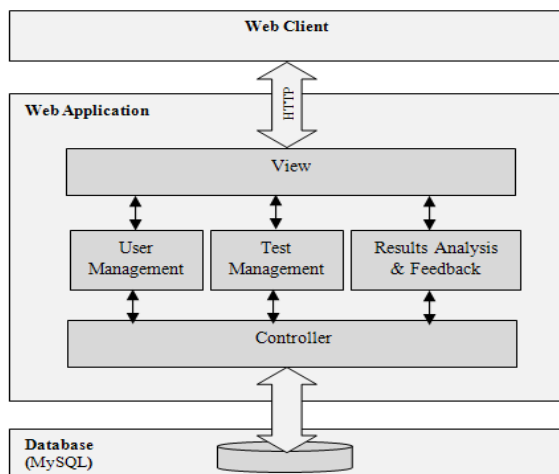 Web Client
HTTP
Web Application
View
User
Management
Test
Management
Results Analysis
& Feedback
Controller
Database
(MySQL)